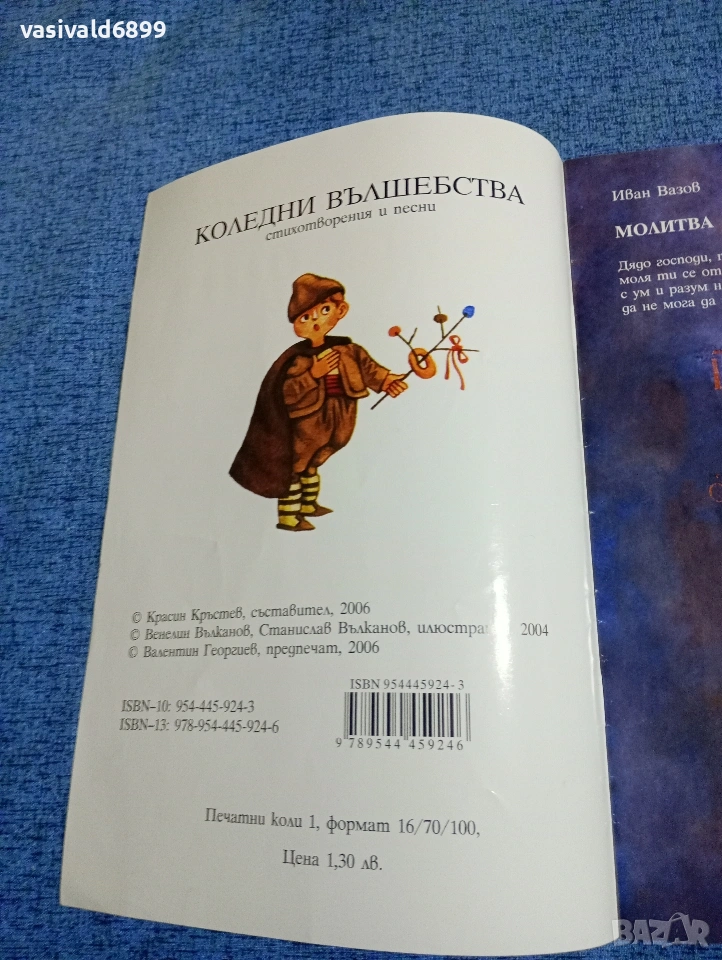 vasivald6899
КОЛЕДНИ ВЪЛШЕБСТВА
стихотворения и песни
© Красин Кръстев, съставител, 2006
© Венелин Вълканов, Станислав Вълканов, илюстра 2004
© Валентин Георгиев, предпечат, 2006
ISBN-10: 954-445-924-3
ISBN-13: 978-954-445-924-6
ISBN 954445924-3
9 789544 459246
Печатни коли 1, формат 16/70/100,
Цена 1,30 лв.
Иван Вазов
МОЛИТВА
Дядо господи,
моля ти се от
с ум и разум н
да не мога да
BAZAR